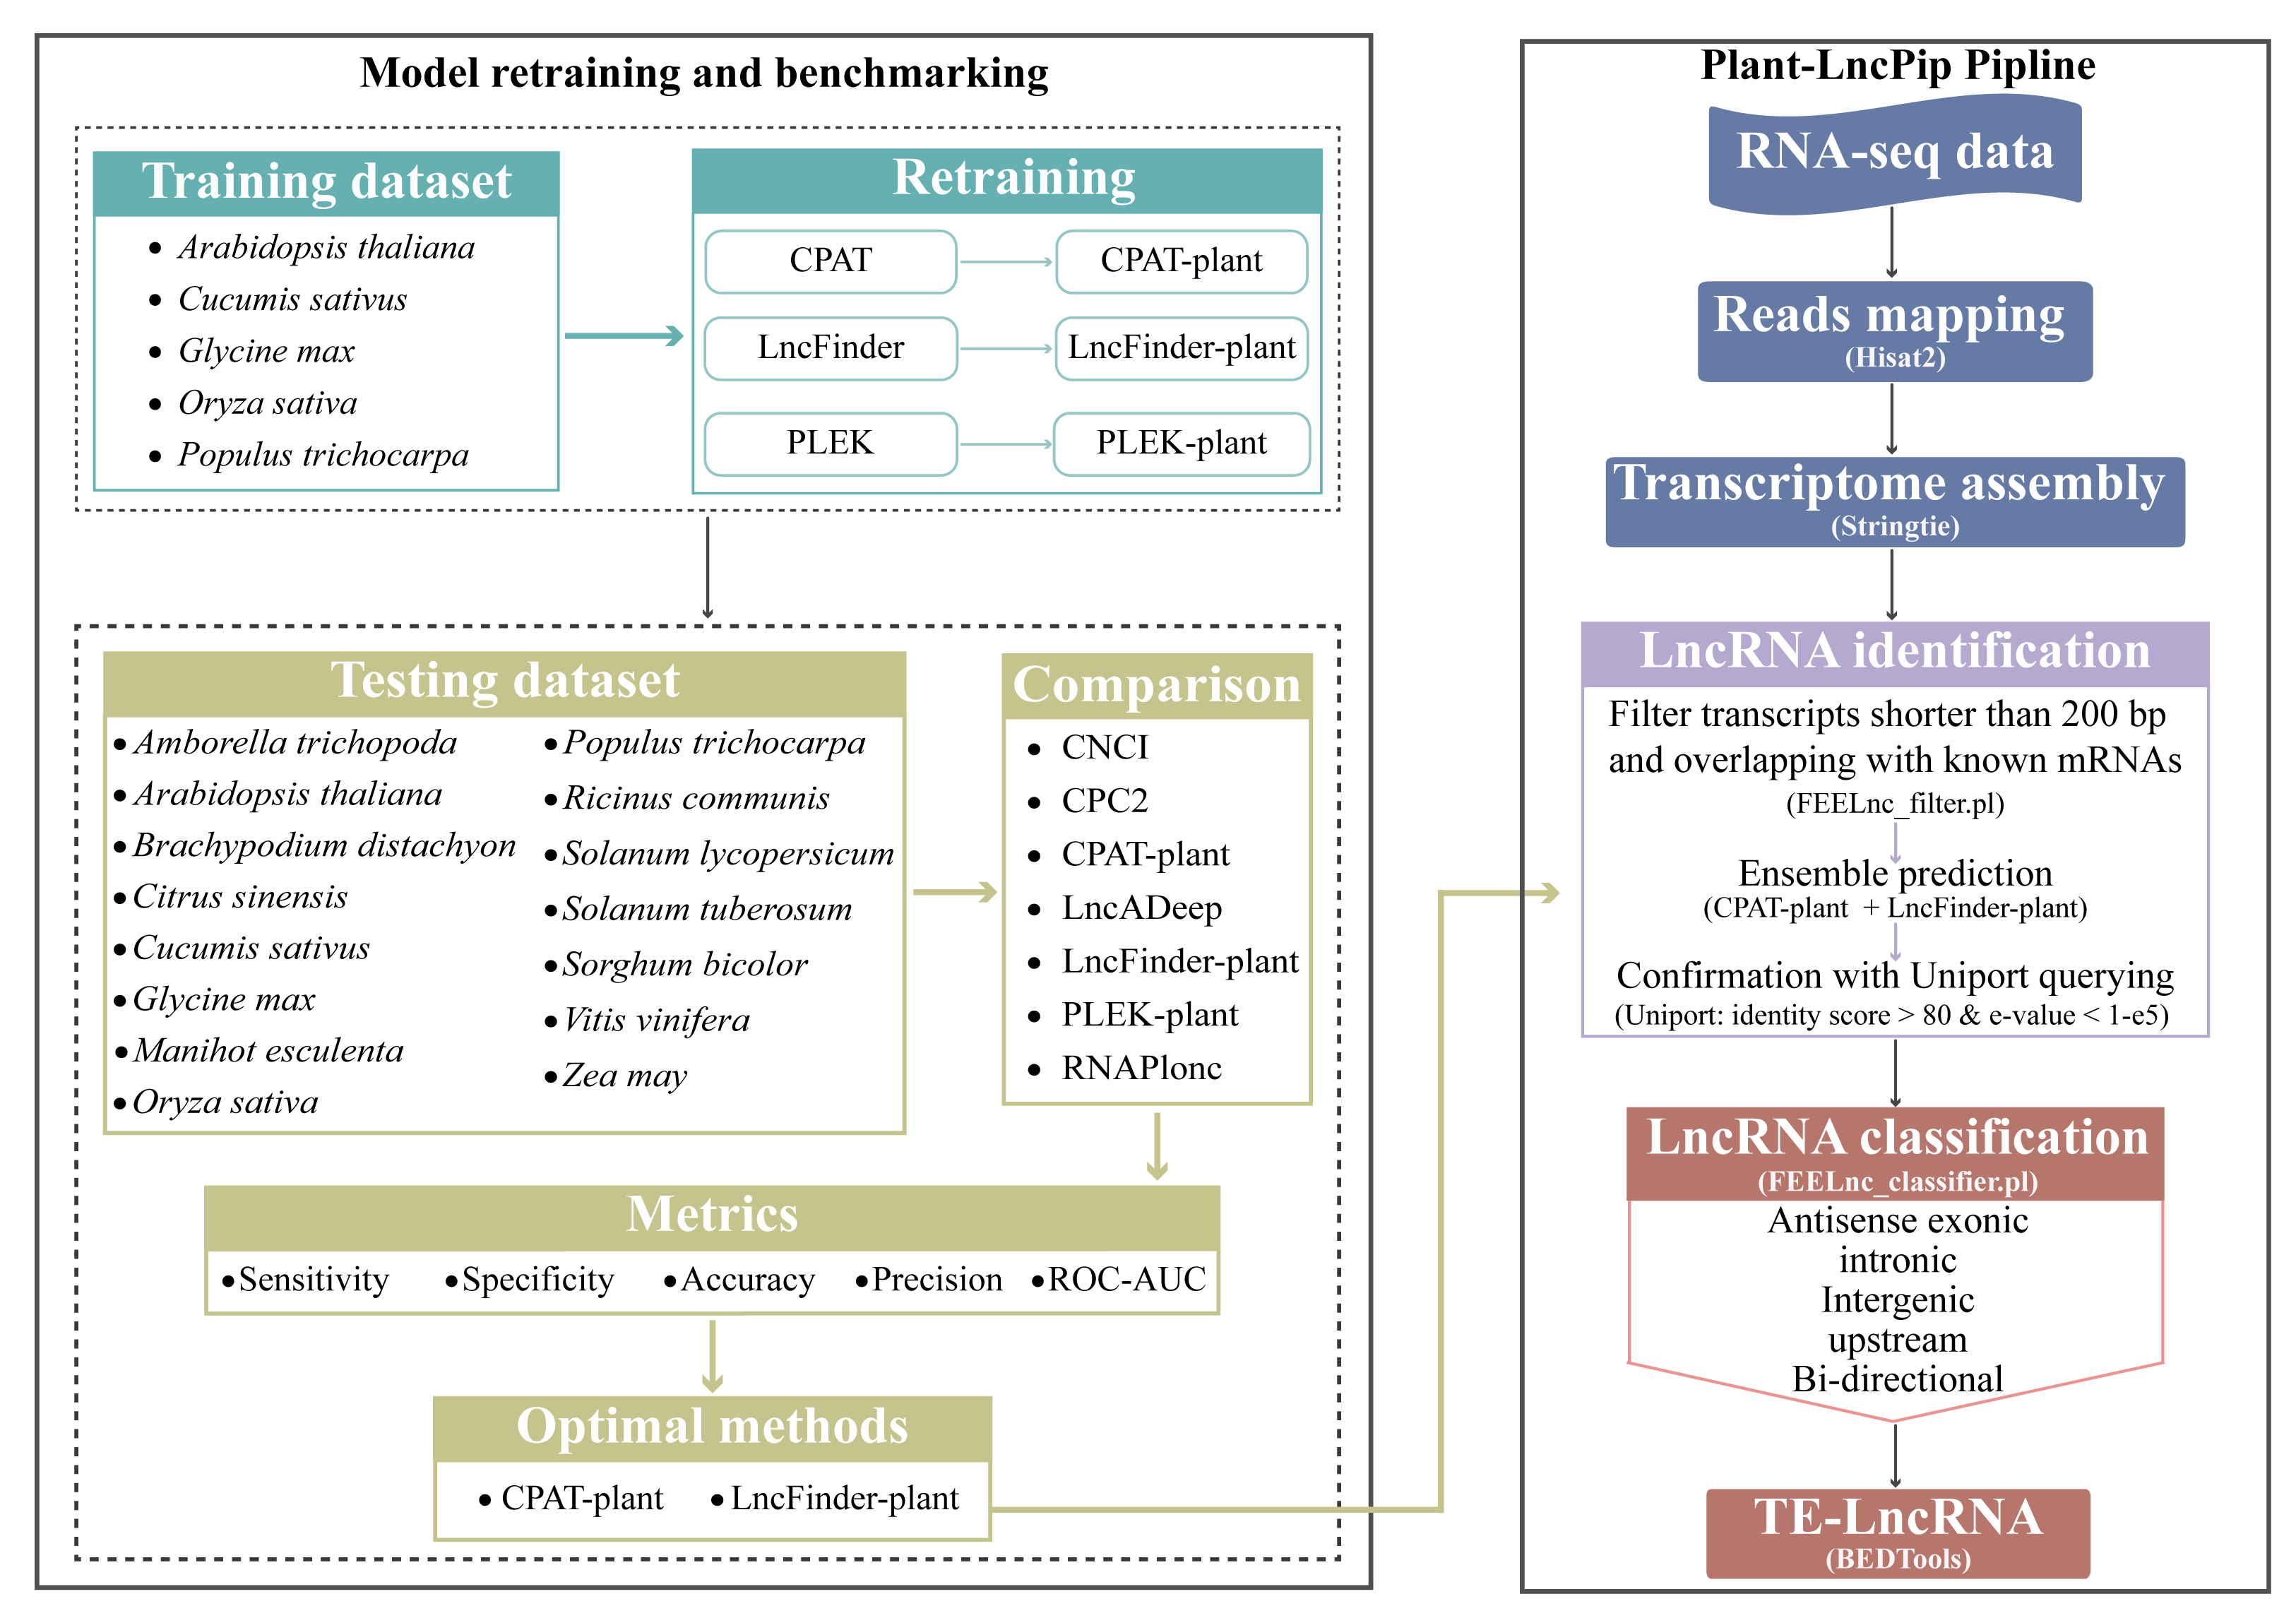 Model retraining and benchmarking
Training dataset
• Arabidopsis thaliana
• Cucumis sativus
• Glycine max
• Oryza sativa
• Populus trichocarpa
Retraining
CPAT
CPAT-plant
LncFinder
LncFinder-plant
PLEK
PLEK-plant
Testing dataset
• Amborella trichopoda
• Arabidopsis thaliana
• Brachypodium distachyon
• Citrus sinensis
• Cucumis sativus
• Glycine max
• Manihot esculenta
• Oryza sativa
• Populus trichocarpa
• Ricinus communis
• Solanum lycopersicum
• Solanum tuberosum
• Sorghum bicolor
• Vitis vinifera
• Zea may
Comparison
• CNCI
• CPC2
• CPAT-plant
• LncADeep
• LncFinder-plant
• PLEK-plant
• RNAPlonc
Metrics
• Sensitivity • Specificity • Accuracy • Precision • ROC-AUC
Optimal methods
• CPAT-plant • LncFinder-plant
Plant-LncPip Pipline
RNA-seq data
Reads mapping
(Hisat2)
Transcriptome assembly
(Stringtie)
LncRNA identification
Filter transcripts shorter than 200 bp
and overlapping with known mRNAs
(FEELnc_filter.pl)
Ensemble prediction
(CPAT-plant + LncFinder-plant)
Confirmation with Uniport querying
(Uniport: identity score > 80 & e-value < 1-e5)
LncRNA classification
(FEELnc_classifier.pl)
Antisense exonic
intronic
Intergenic
upstream
Bi-directional
TE-LncRNA
(BEDTools)